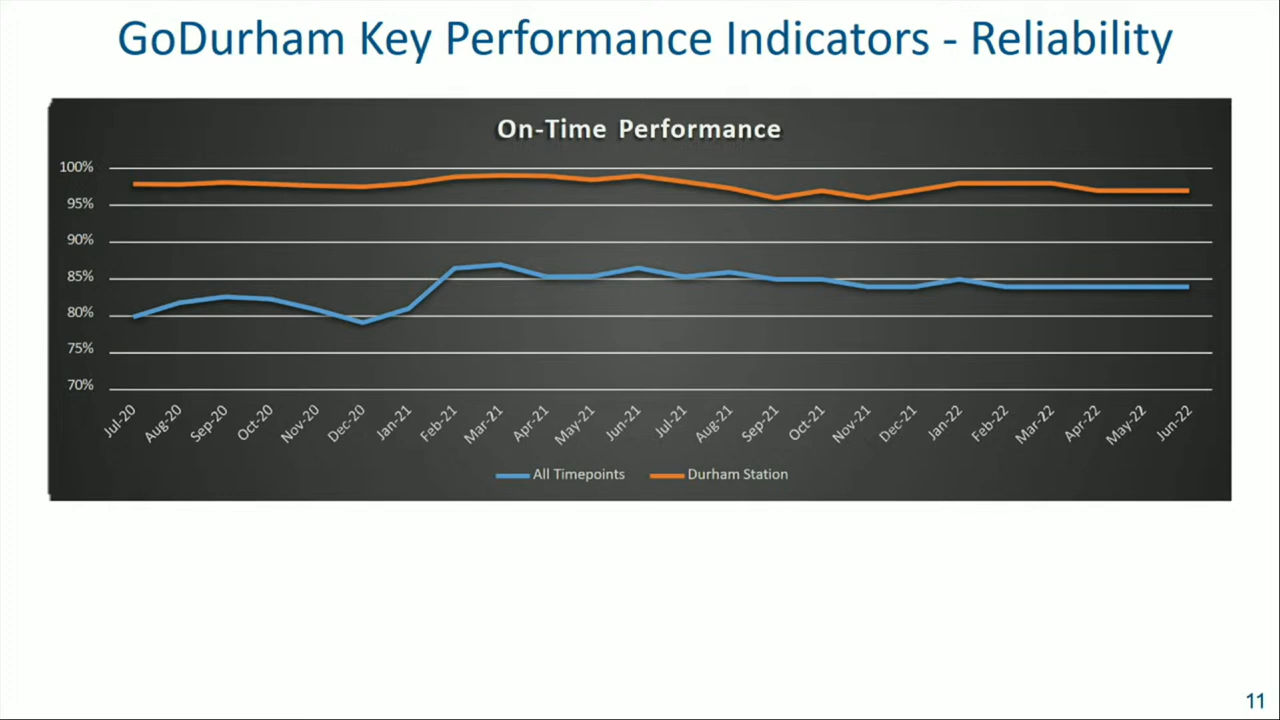 GoDurham Key Performance Indicators - Reliability
On-Time Performance
100%
95%
90%
85%
80%
75%
70%
Jul-20
Aug-20
Sep-20
Oct-20
Nov-20
Dec-20
Jan-21
Feb-21
Mar-21
Apr-21
May-21
Jun-21
Jul-21
Aug-21
Sep-21
Oct-21
Nov-21
Dec-21
Jan-22
Feb-22
Mar-22
Apr-22
May-22
Jun-22
All Timepoints
Durham Station
11